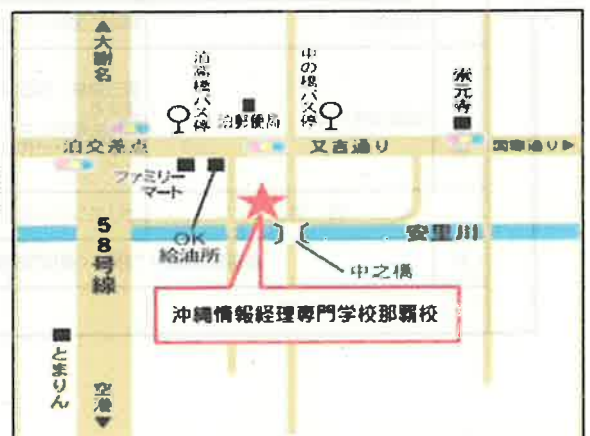 ▲大謝名
泊高橋バス停
中の橋バス停
崇元寺
泊郵便局
泊交差点
又吉通り
国際通り▶
ファミリー
マート
58号線
OK
給油所
安里川
中之橋
沖縄情報経理専門学校那覇校
とまりん
空港▼